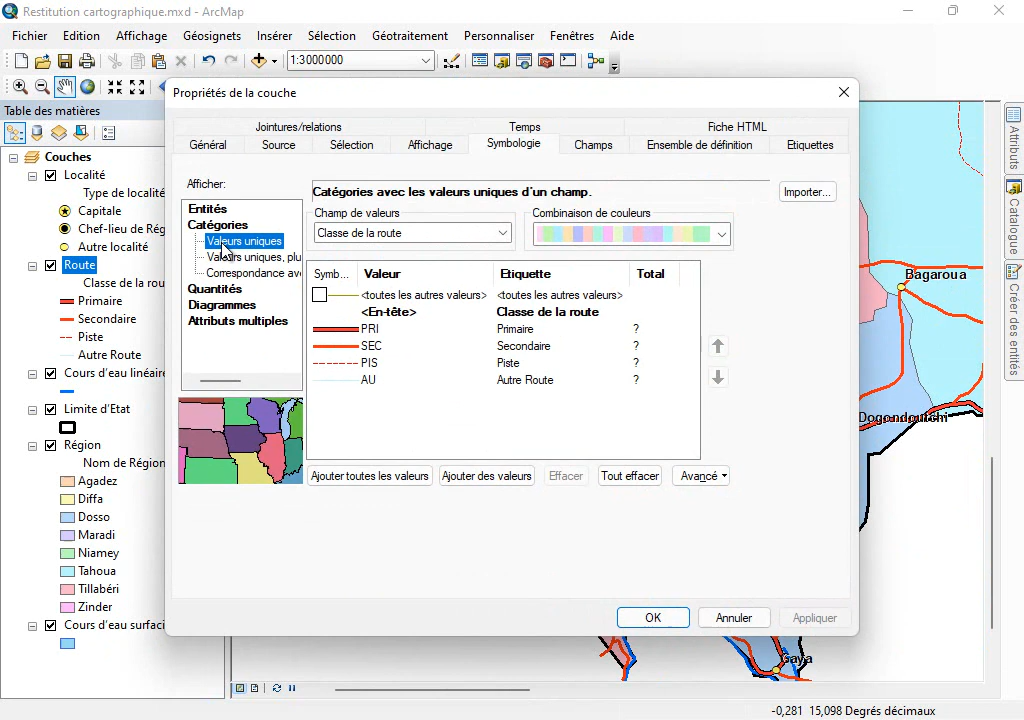 Restitution cartographique.mxd - ArcMap
Fichier Edition Affichage Géosignets Insérer Sélection Géotraitement Personnaliser Fenêtres Aide
1:3000000
Table des matières
Couches
Localité
Type de localité
Capitale
Chef-lieu de Rég
Autre localité
Route
Classe de la rou
Primaire
Secondaire
Piste
Autre Route
Cours d'eau linéaire
Limite d'Etat
Région
Nom de Région
Agadez
Diffa
Dosso
Maradi
Niamey
Tahoua
Tillabéri
Zinder
Cours d'eau surfaci
Propriétés de la couche
Jointures/relations Temps Fiche HTML
Général Source Sélection Affichage Symbologie Champs Ensemble de définition Etiquettes
Afficher:
Entités
Catégories
Valeurs uniques
Valeurs uniques, plu
Correspondance ave
Quantités
Diagrammes
Attributs multiples
Catégories avec les valeurs uniques d'un champ.
Importer...
Champ de valeurs
Classe de la route
Combinaison de couleurs
Symb... Valeur Etiquette Total
<toutes les autres valeurs> <toutes les autres valeurs>
<En-tête> Classe de la route
PRI Primaire ?
SEC Secondaire ?
PIS Piste ?
AU Autre Route ?
Ajouter toutes les valeurs Ajouter des valeurs Effacer Tout effacer Avancé
OK Annuler Appliquer
Bagaroua
Dogondoutchi
Gaya
Attributs
Catalogue
Créer des entités
-0,281 15,098 Degrés décimaux